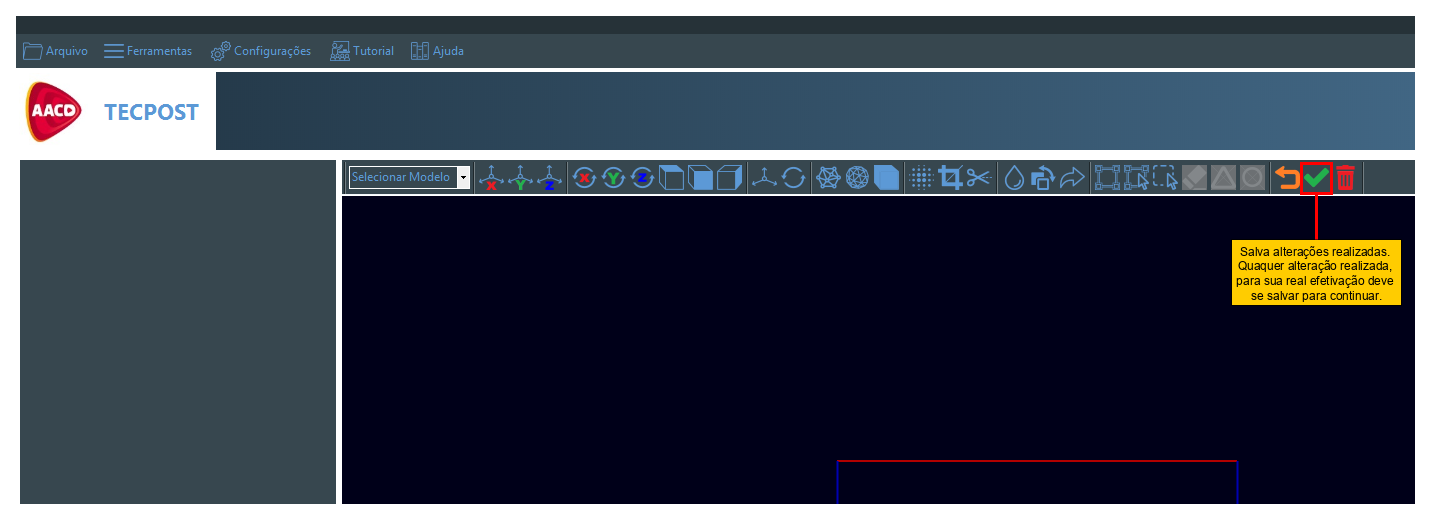 Arquivo Ferramentas Configurações Tutorial Ajuda
AACD TECPOST
Selecionar Modelo X Y Z X Y Z
Salva alterações realizadas.
Quaquer alteração realizada,
para sua real efetivação deve
se salvar para continuar.